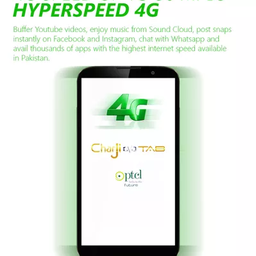 HYPERSPEED 4G
Buffer Youtube videos, enjoy music from Sound Cloud, post snaps
instantly on Facebook and Instagram, chat with Whatsapp and
avail thousands of apps with the highest internet speed available
in Pakistan.
4G
CharJi TAB
ptcl